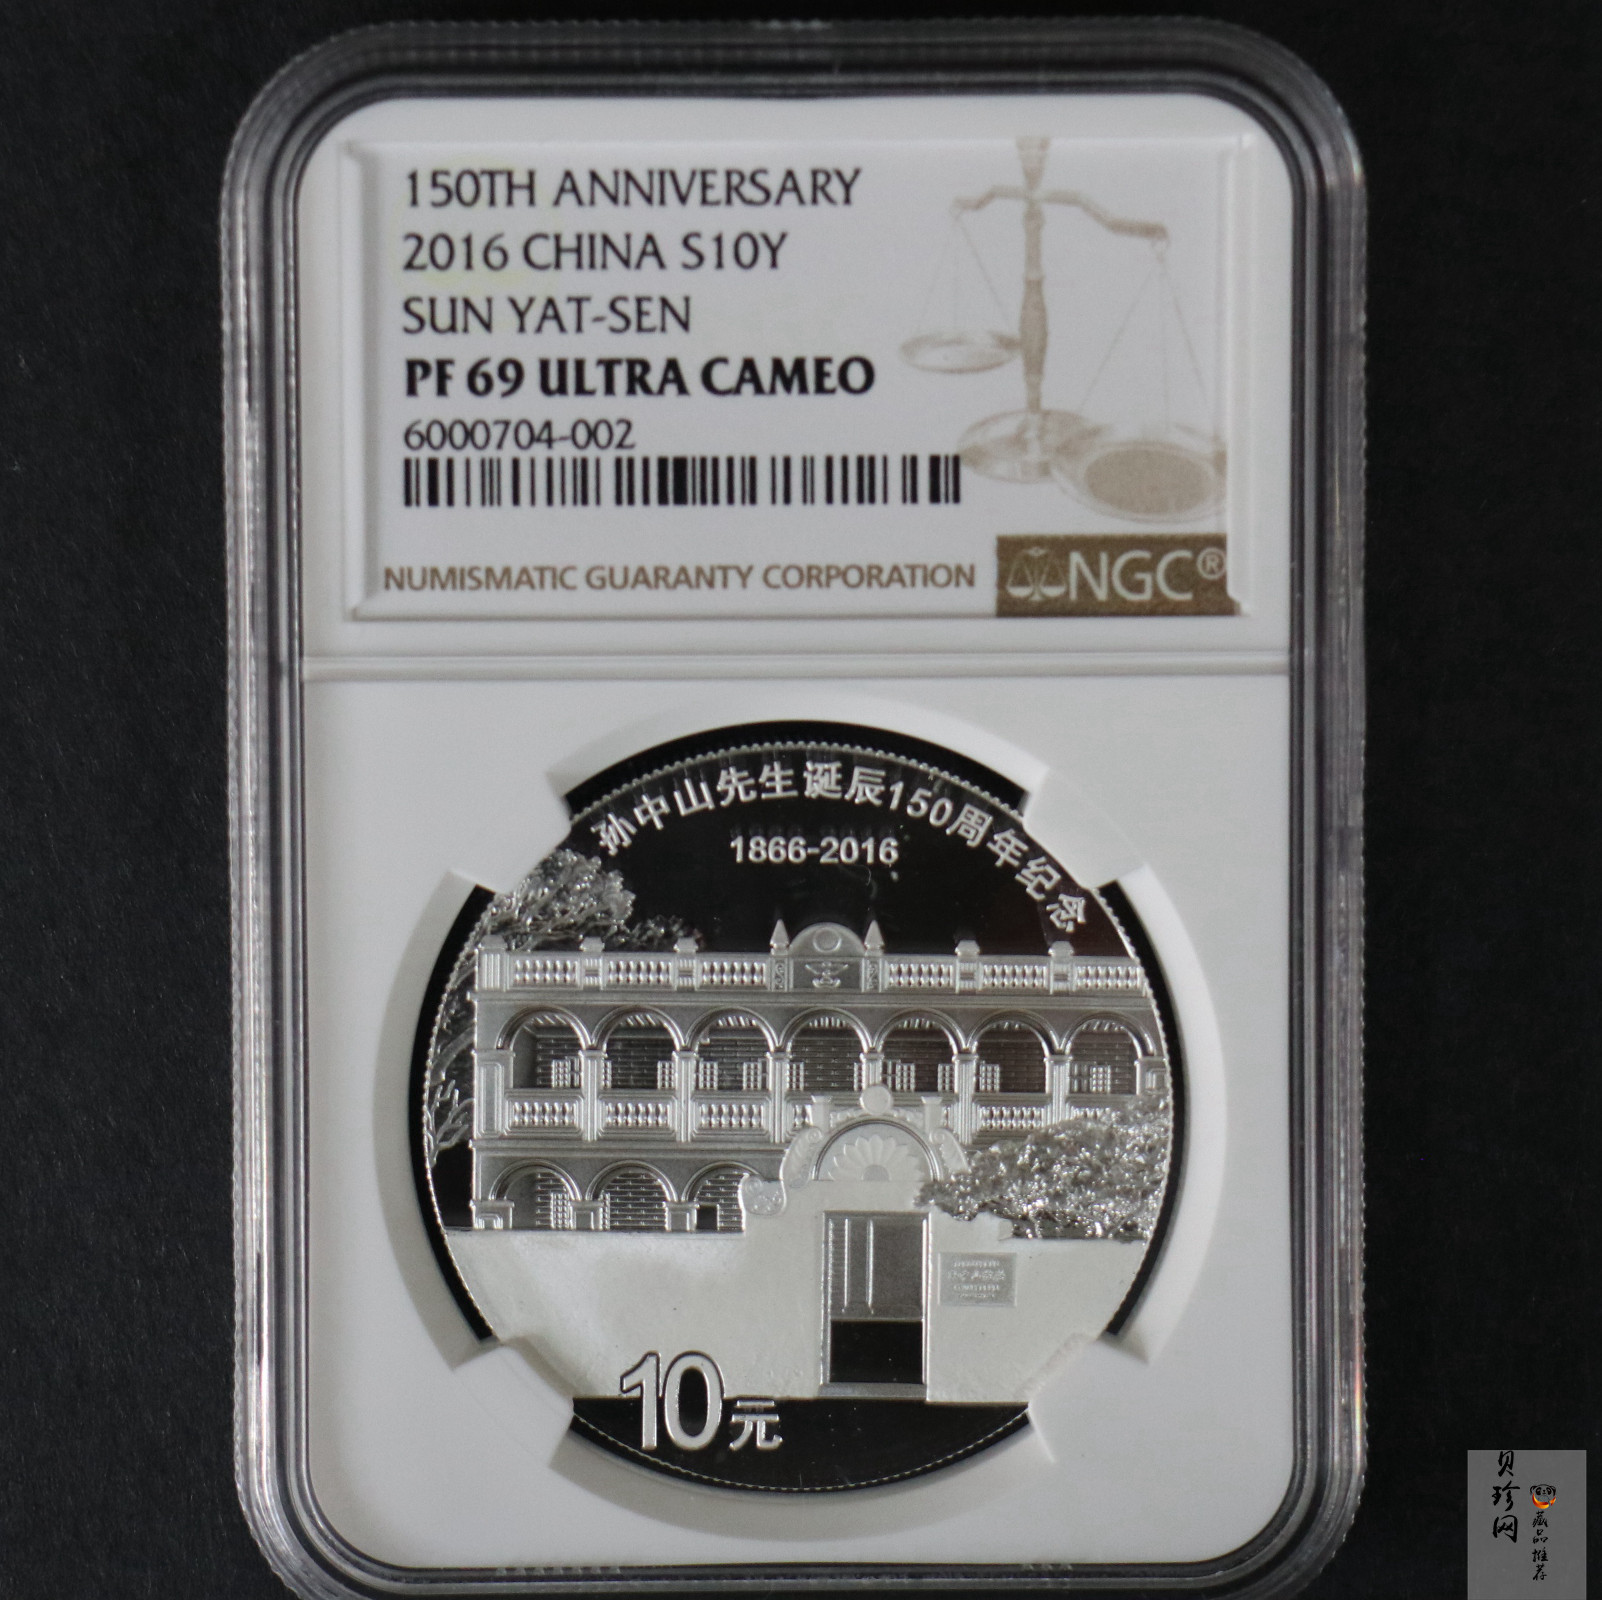 150TH ANNIVERSARY
2016 CHINA S10Y
SUN YAT-SEN
PF 69 ULTRA CAMEO
6000704-002
NUMISMATIC GUARANTY CORPORATION
NGC®
孙中山先生诞辰150周年纪念
1866-2016
10元
贝珍网
藏品推荐